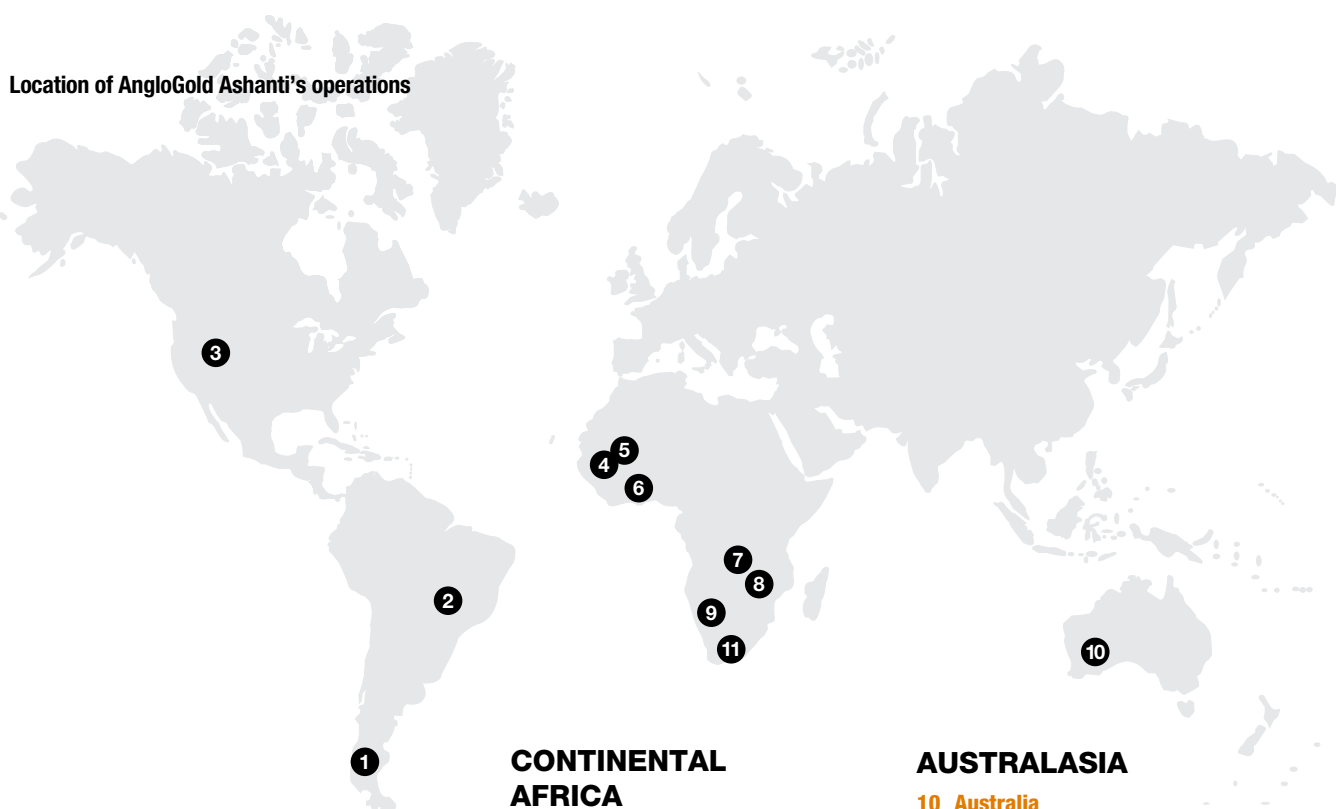 Location of AngloGold Ashanti's operations
3
5
4
6
7
8
2
9
11
10
1
CONTINENTAL
AFRICA
AUSTRALASIA
10 Australia